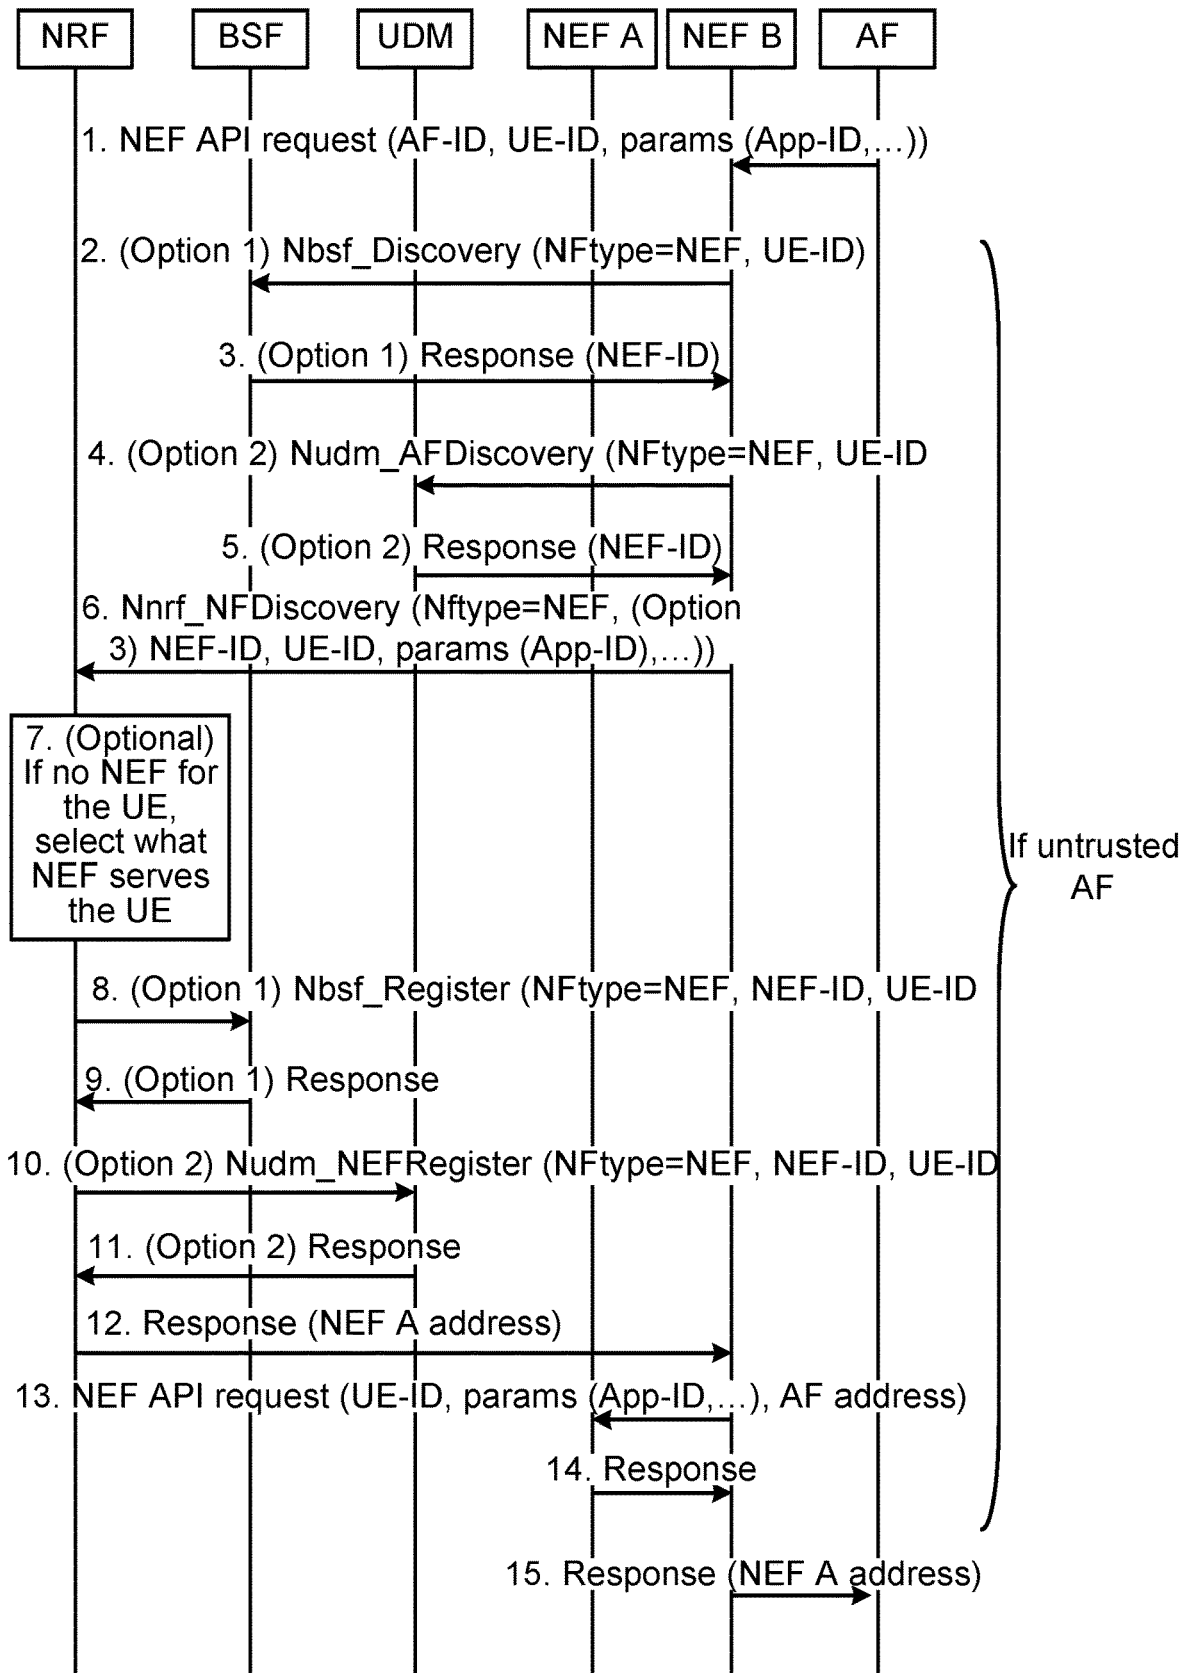 NRF BSF UDM NEF A NEF B AF
1. NEF API request (AF-ID, UE-ID, params (App-ID,...))
2. (Option 1) Nbsf_Discovery (NFtype=NEF, UE-ID)
3. (Option 1) Response (NEF-ID)
4. (Option 2) Nudm_AFDiscovery (NFtype=NEF, UE-ID
5. (Option 2) Response (NEF-ID)
6. Nnrf_NFDiscovery (Nftype=NEF, (Option
3) NEF-ID, UE-ID, params (App-ID),...))
7. (Optional)
If no NEF for
the UE,
select what
NEF serves
the UE
If untrusted
AF
8. (Option 1) Nbsf_Register (NFtype=NEF, NEF-ID, UE-ID
9. (Option 1) Response
10. (Option 2) Nudm_NEFRegister (NFtype=NEF, NEF-ID, UE-ID
11. (Option 2) Response
12. Response (NEF A address)
13. NEF API request (UE-ID, params (App-ID,...), AF address)
14. Response
15. Response (NEF A address)